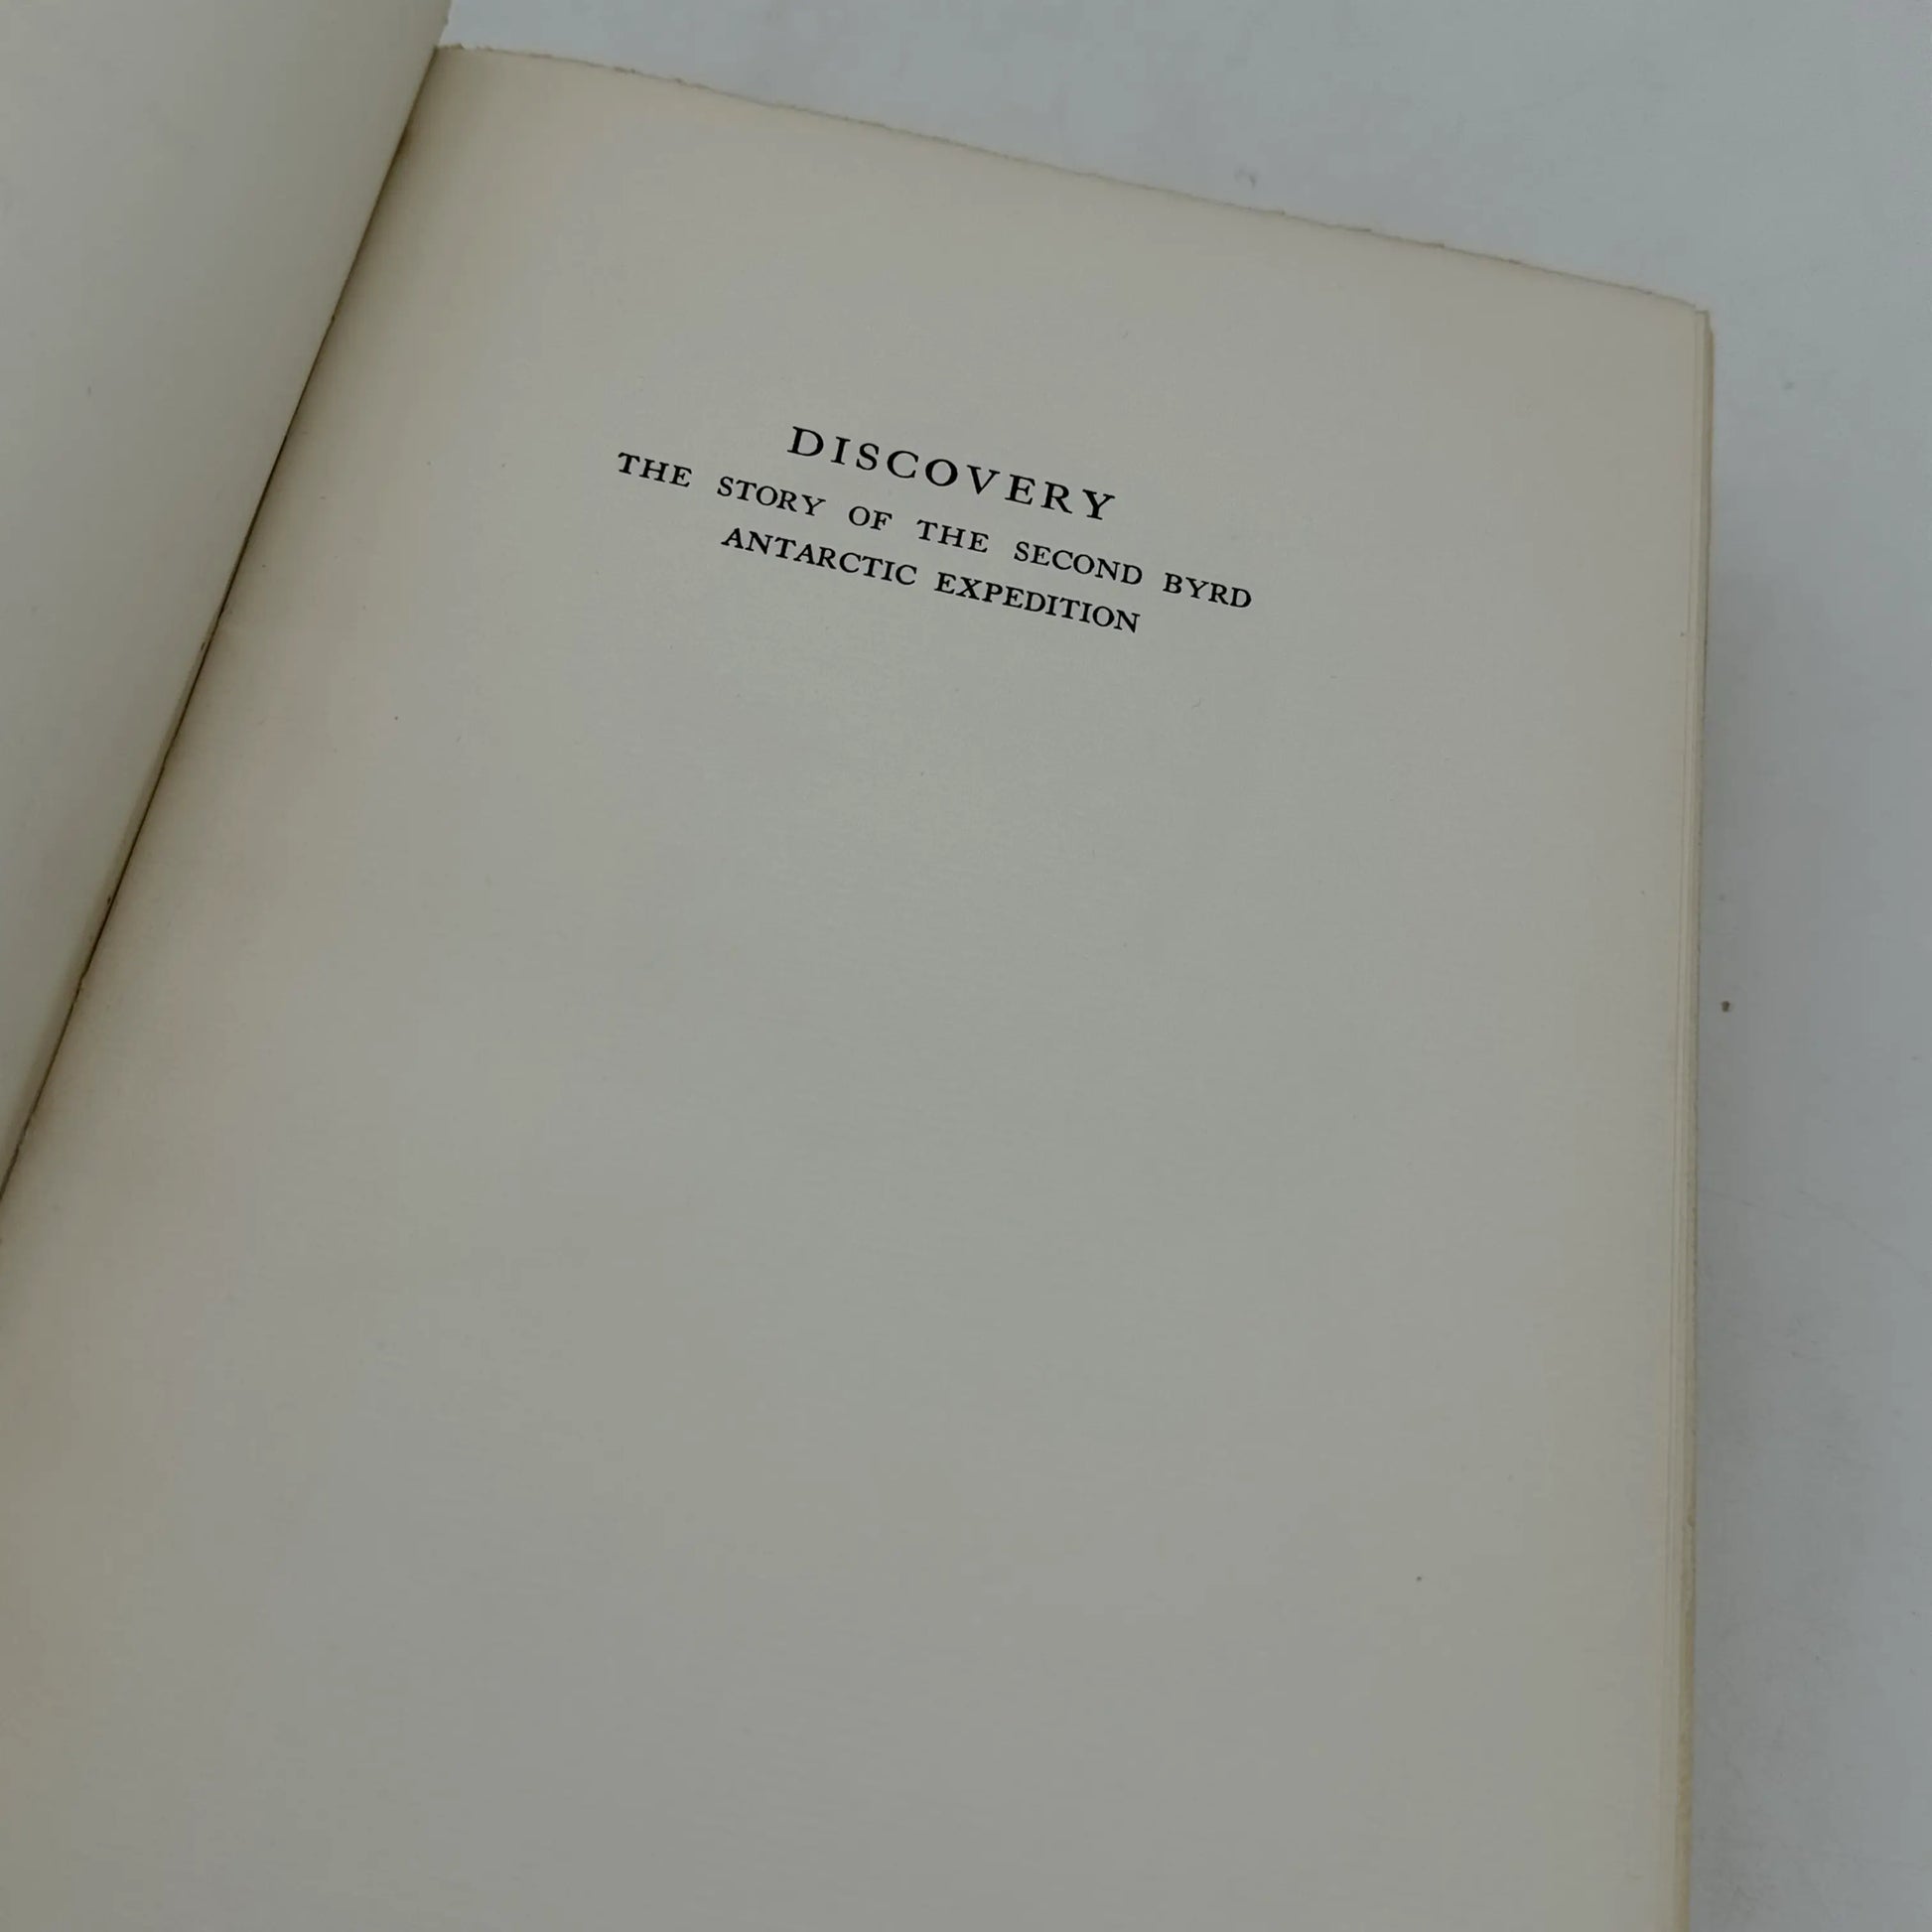 DISCOVERY
THE STORY OF THE SECOND BYRD
ANTARCTIC EXPEDITION